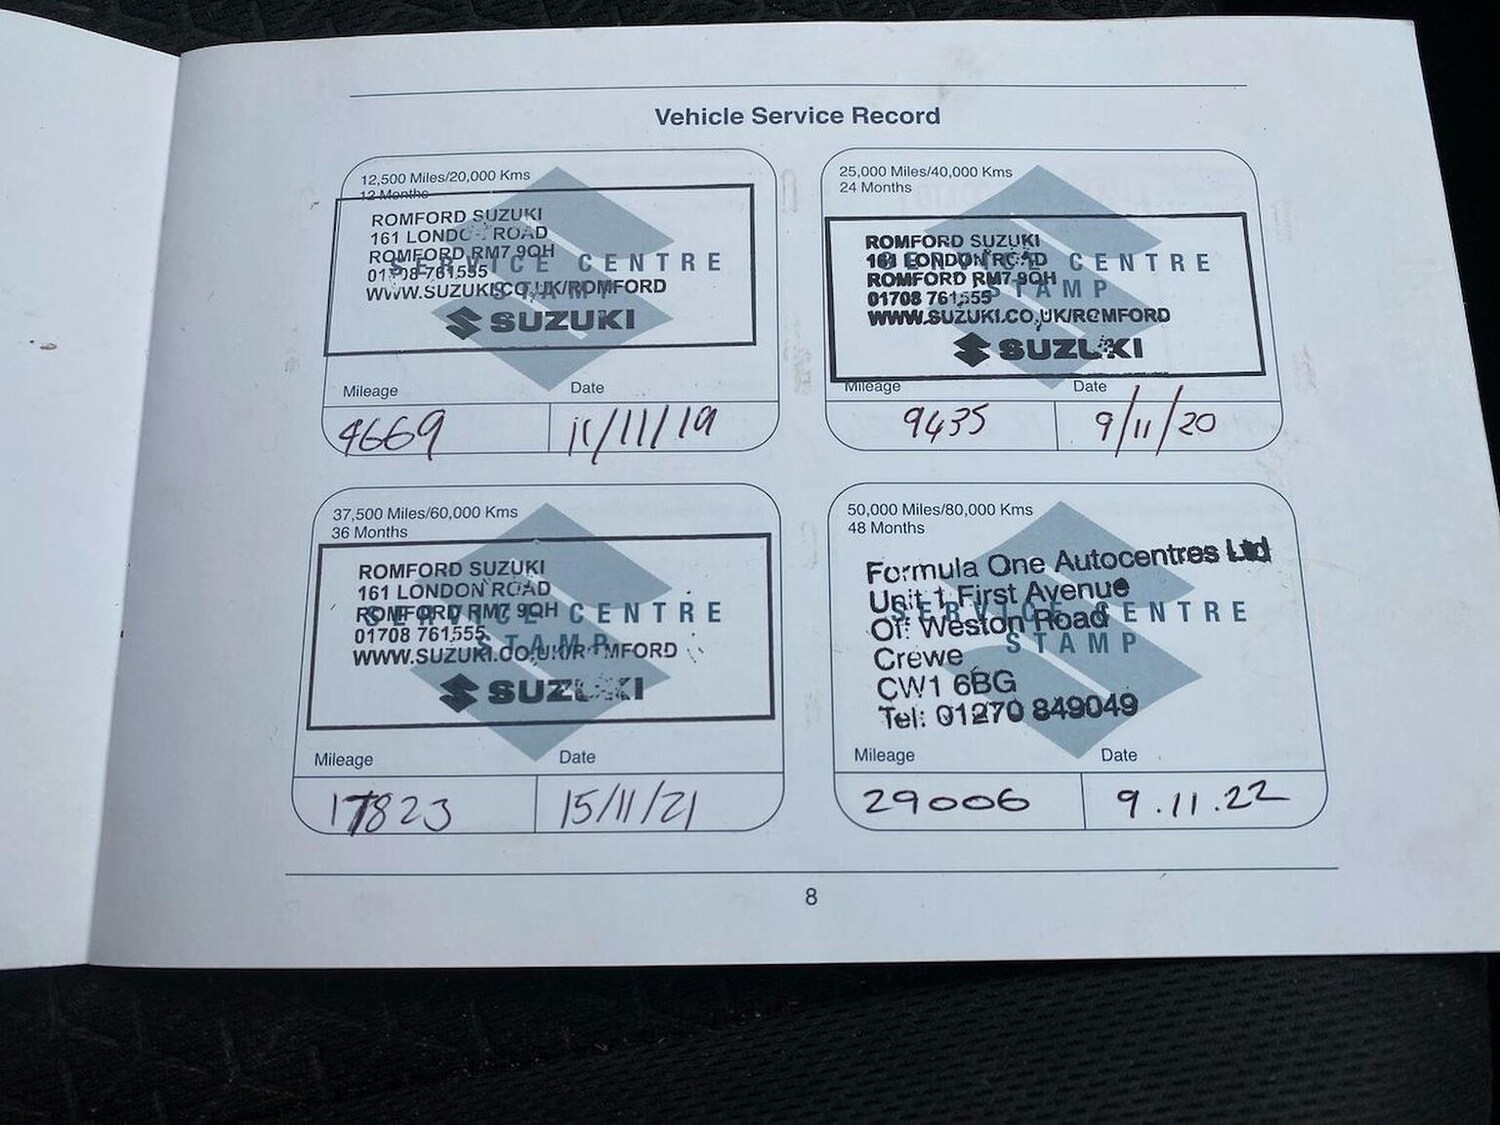 Vehicle Service Record
12,500 Miles/20,000 Kms
12 Months
ROMFORD SUZUKI
161 LONDON ROAD
ROMFORD RM7 9QH
01708 761555
WWW.SUZUKI.CO.UK/ROMFORD
SERVICE CENTRE
STAMP
SUZUKI
Mileage Date
4669 11/11/19
25,000 Miles/40,000 Kms
24 Months
ROMFORD SUZUKI
161 LONDON ROAD
ROMFORD RM7 9QH
01708 761555
WWW.SUZUKI.CO.UK/ROMFORD
SERVICE CENTRE
STAMP
SUZUKI
Mileage Date
9435 9/11/20
37,500 Miles/60,000 Kms
36 Months
ROMFORD SUZUKI
161 LONDON ROAD
ROMFORD RM7 9QH
01708 761555
WWW.SUZUKI.CO.UK/ROMFORD
SERVICE CENTRE
STAMP
SUZUKI
Mileage Date
17823 15/11/21
50,000 Miles/80,000 Kms
48 Months
Formula One Autocentres Ltd
Unit 1 First Avenue
Off Weston Road
Crewe
CW1 6BG
Tel: 01270 849049
SERVICE CENTRE
STAMP
Mileage Date
29006 9.11.22
8